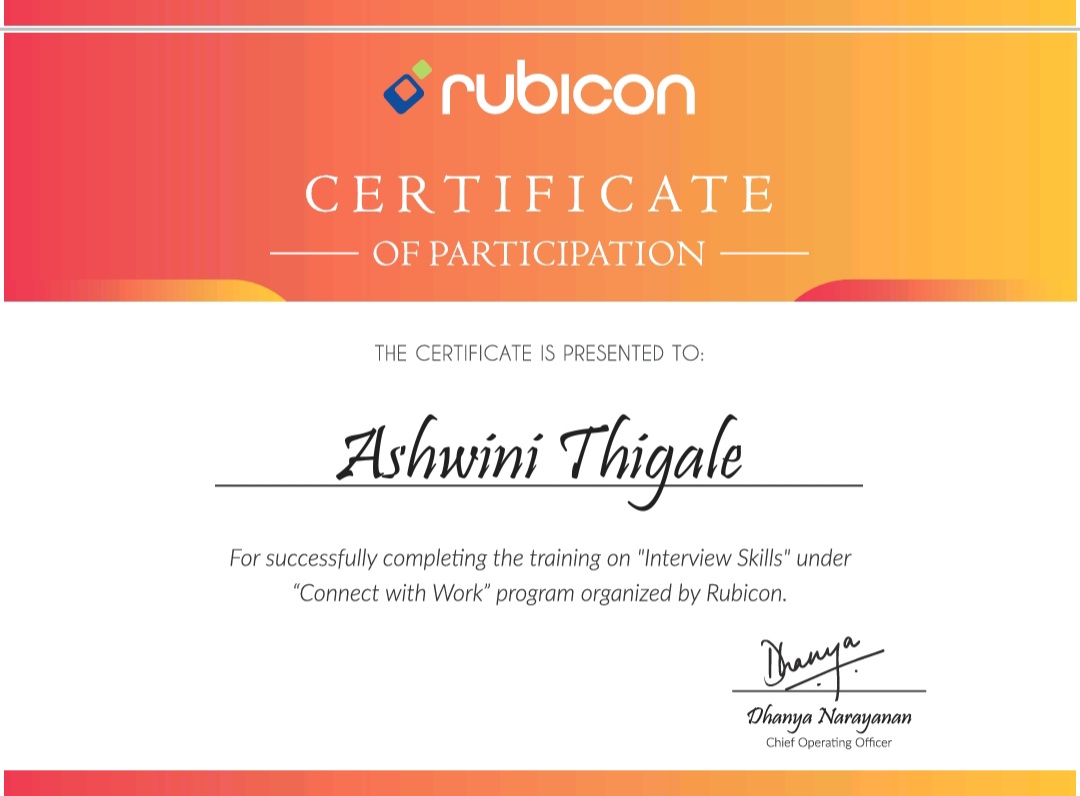 rubicon
CERTIFICATE
OF PARTICIPATION
THE CERTIFICATE IS PRESENTED TO:
Ashwini Thigale
For successfully completing the training on "Interview Skills" under
“Connect with Work” program organized by Rubicon.
Dhanya
Dhanya Narayanan
Chief Operating Officer